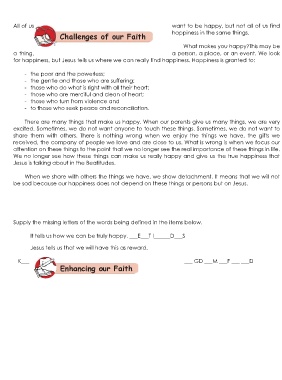 All of us want to be happy, but not all of us find
happiness in the same things.
Challenges of our Faith
What makes you happy?This may be
a thing, a person, a place, or an event. We look
for happiness, but Jesus tells us where we can really find happiness. Happiness is granted to:
- the poor and the powerless;
- the gentle and those who are suffering;
- those who do what is right with all their heart;
- those who are merciful and clean of heart;
- those who turn from violence and
- to those who do peace and reconciliation.
There are many things that make us happy. When our parents give us many things, we are very
excited. Sometimes, we do not want anyone to touch these things. Sometimes, we do not want to
share them with others. There is nothing wrong when we enjoy the things we have, the gifts we
received, the company of people we love and are close to us. What is wrong is when we focus our
attention on these things to the point that we no longer see the real importance of these things in life.
We no longer see how these things can make us really happy and give us the true happiness that
Jesus is talking about in the Beatitudes.
When we share with others the things we have, we show detachment. It means that we will not
be sad because our happiness does not depend on these things or persons but on Jesus.
Supply the missing letters of the words being defined in the items below.
It tells us how we can be truly happy. ___E___T I______D___S
Jesus tells us that we will have this as reward.
K___ ___ GD ___ M ___F ___ ___D
Enhancing our Faith